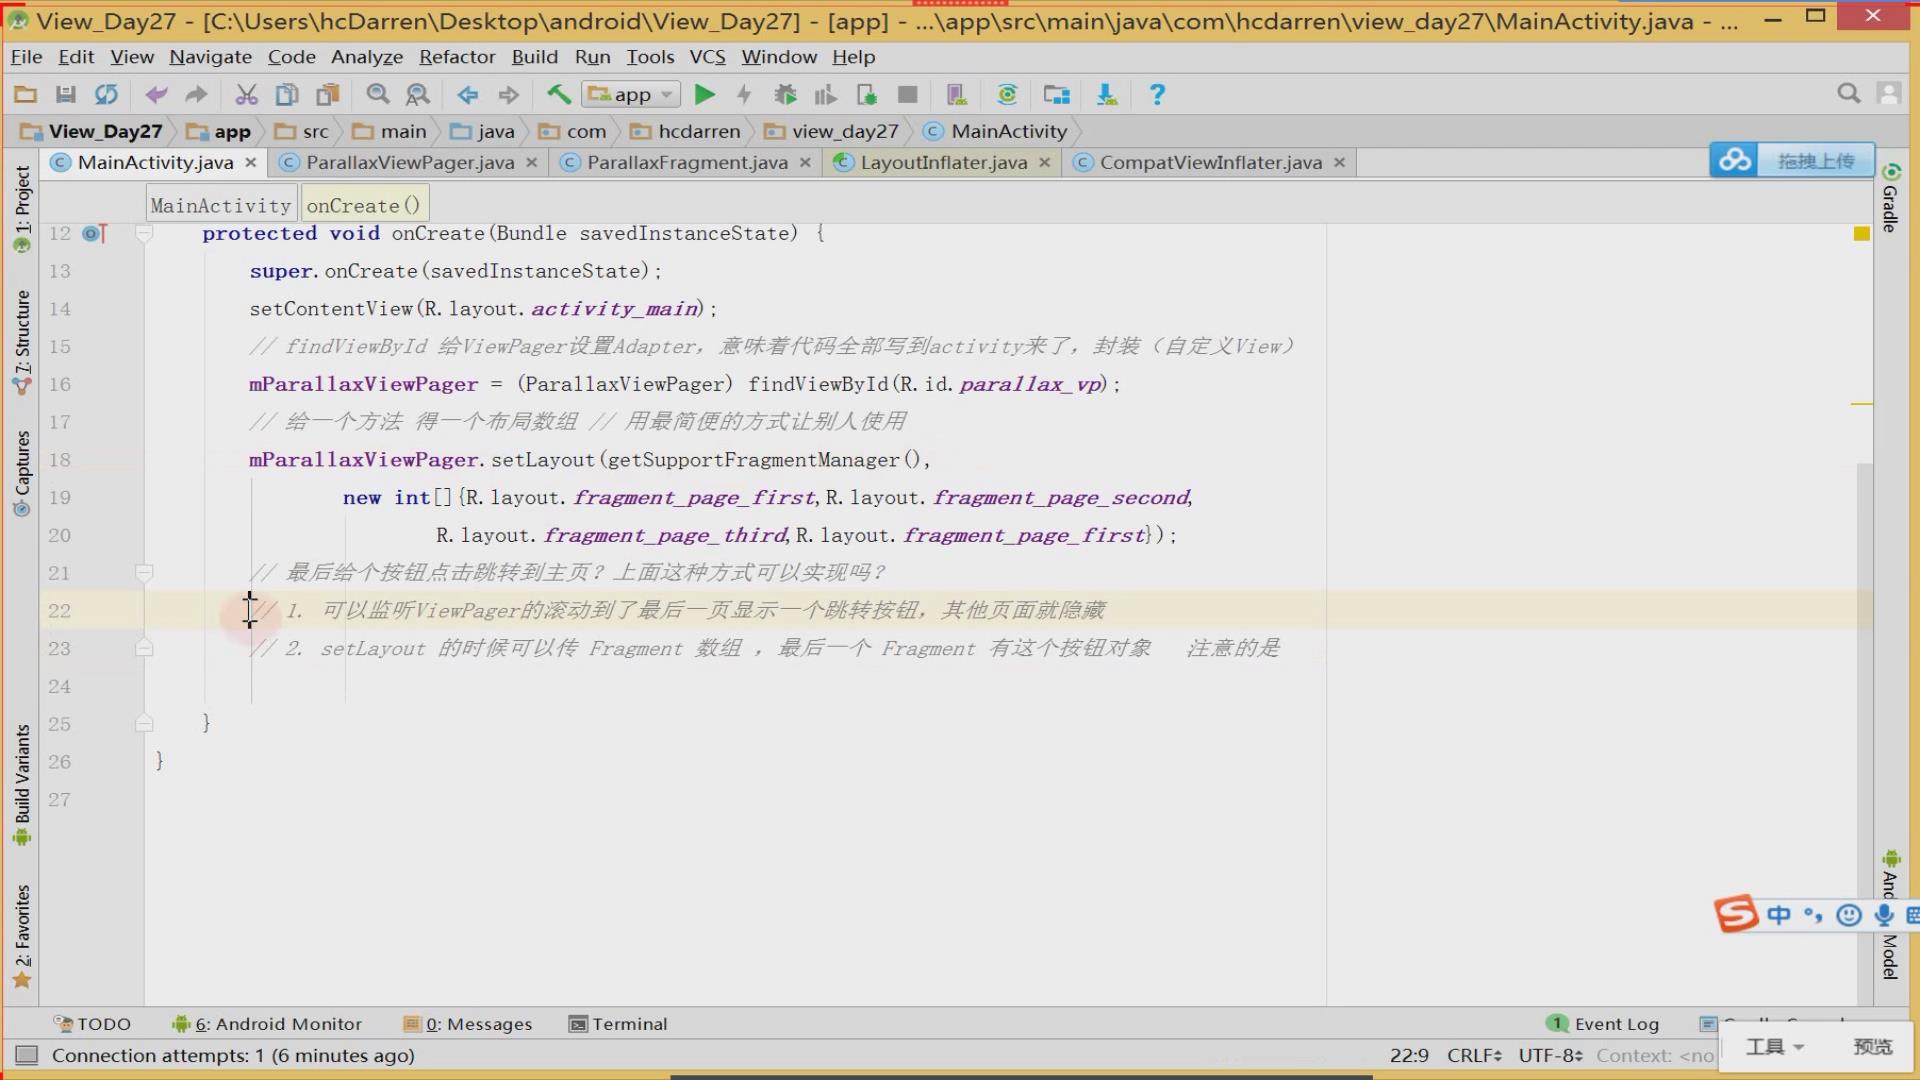 View_Day27 - [C:\Users\hcDarren\Desktop\android\View_Day27] - [app] - ...\app\src\main\java\com\hcdarren\view_day27\MainActivity.java - ...
File Edit View Navigate Code Analyze Refactor Build Run Tools VCS Window Help
app
View_Day27 app src main java com hcdarren view_day27 MainActivity
MainActivity.java ParallaxViewPager.java ParallaxFragment.java LayoutInflater.java CompatViewInflater.java
拖拽上传
MainActivity onCreate()
12 protected void onCreate(Bundle savedInstanceState) {
13 super.onCreate(savedInstanceState);
14 setContentView(R.layout.activity_main);
15 // findViewById 给ViewPager设置Adapter，意味着代码全部写到activity来了，封装（自定义View）
16 mParallaxViewPager = (ParallaxViewPager) findViewById(R.id.parallax_vp);
17 // 给一个方法 得一个布局数组 // 用最简便的方式让别人使用
18 mParallaxViewPager.setLayout(getSupportFragmentManager(),
19 new int[]{R.layout.fragment_page_first,R.layout.fragment_page_second,
20 R.layout.fragment_page_third,R.layout.fragment_page_first});
21 // 最后给个按钮点击跳转到主页？上面这种方式可以实现吗？
22 // 1. 可以监听ViewPager的滚动到了最后一页显示一个跳转按钮，其他页面就隐藏
23 // 2. setLayout 的时候可以传 Fragment 数组 ，最后一个 Fragment 有这个按钮对象 注意的是
24
25 }
26 }
27
1: Project
7: Structure
Captures
Build Variants
2: Favorites
Gradle
Model
中
TODO 6: Android Monitor 0: Messages Terminal 1 Event Log
Connection attempts: 1 (6 minutes ago) 22:9 CRLF UTF-8 Context: <no
工具 预览